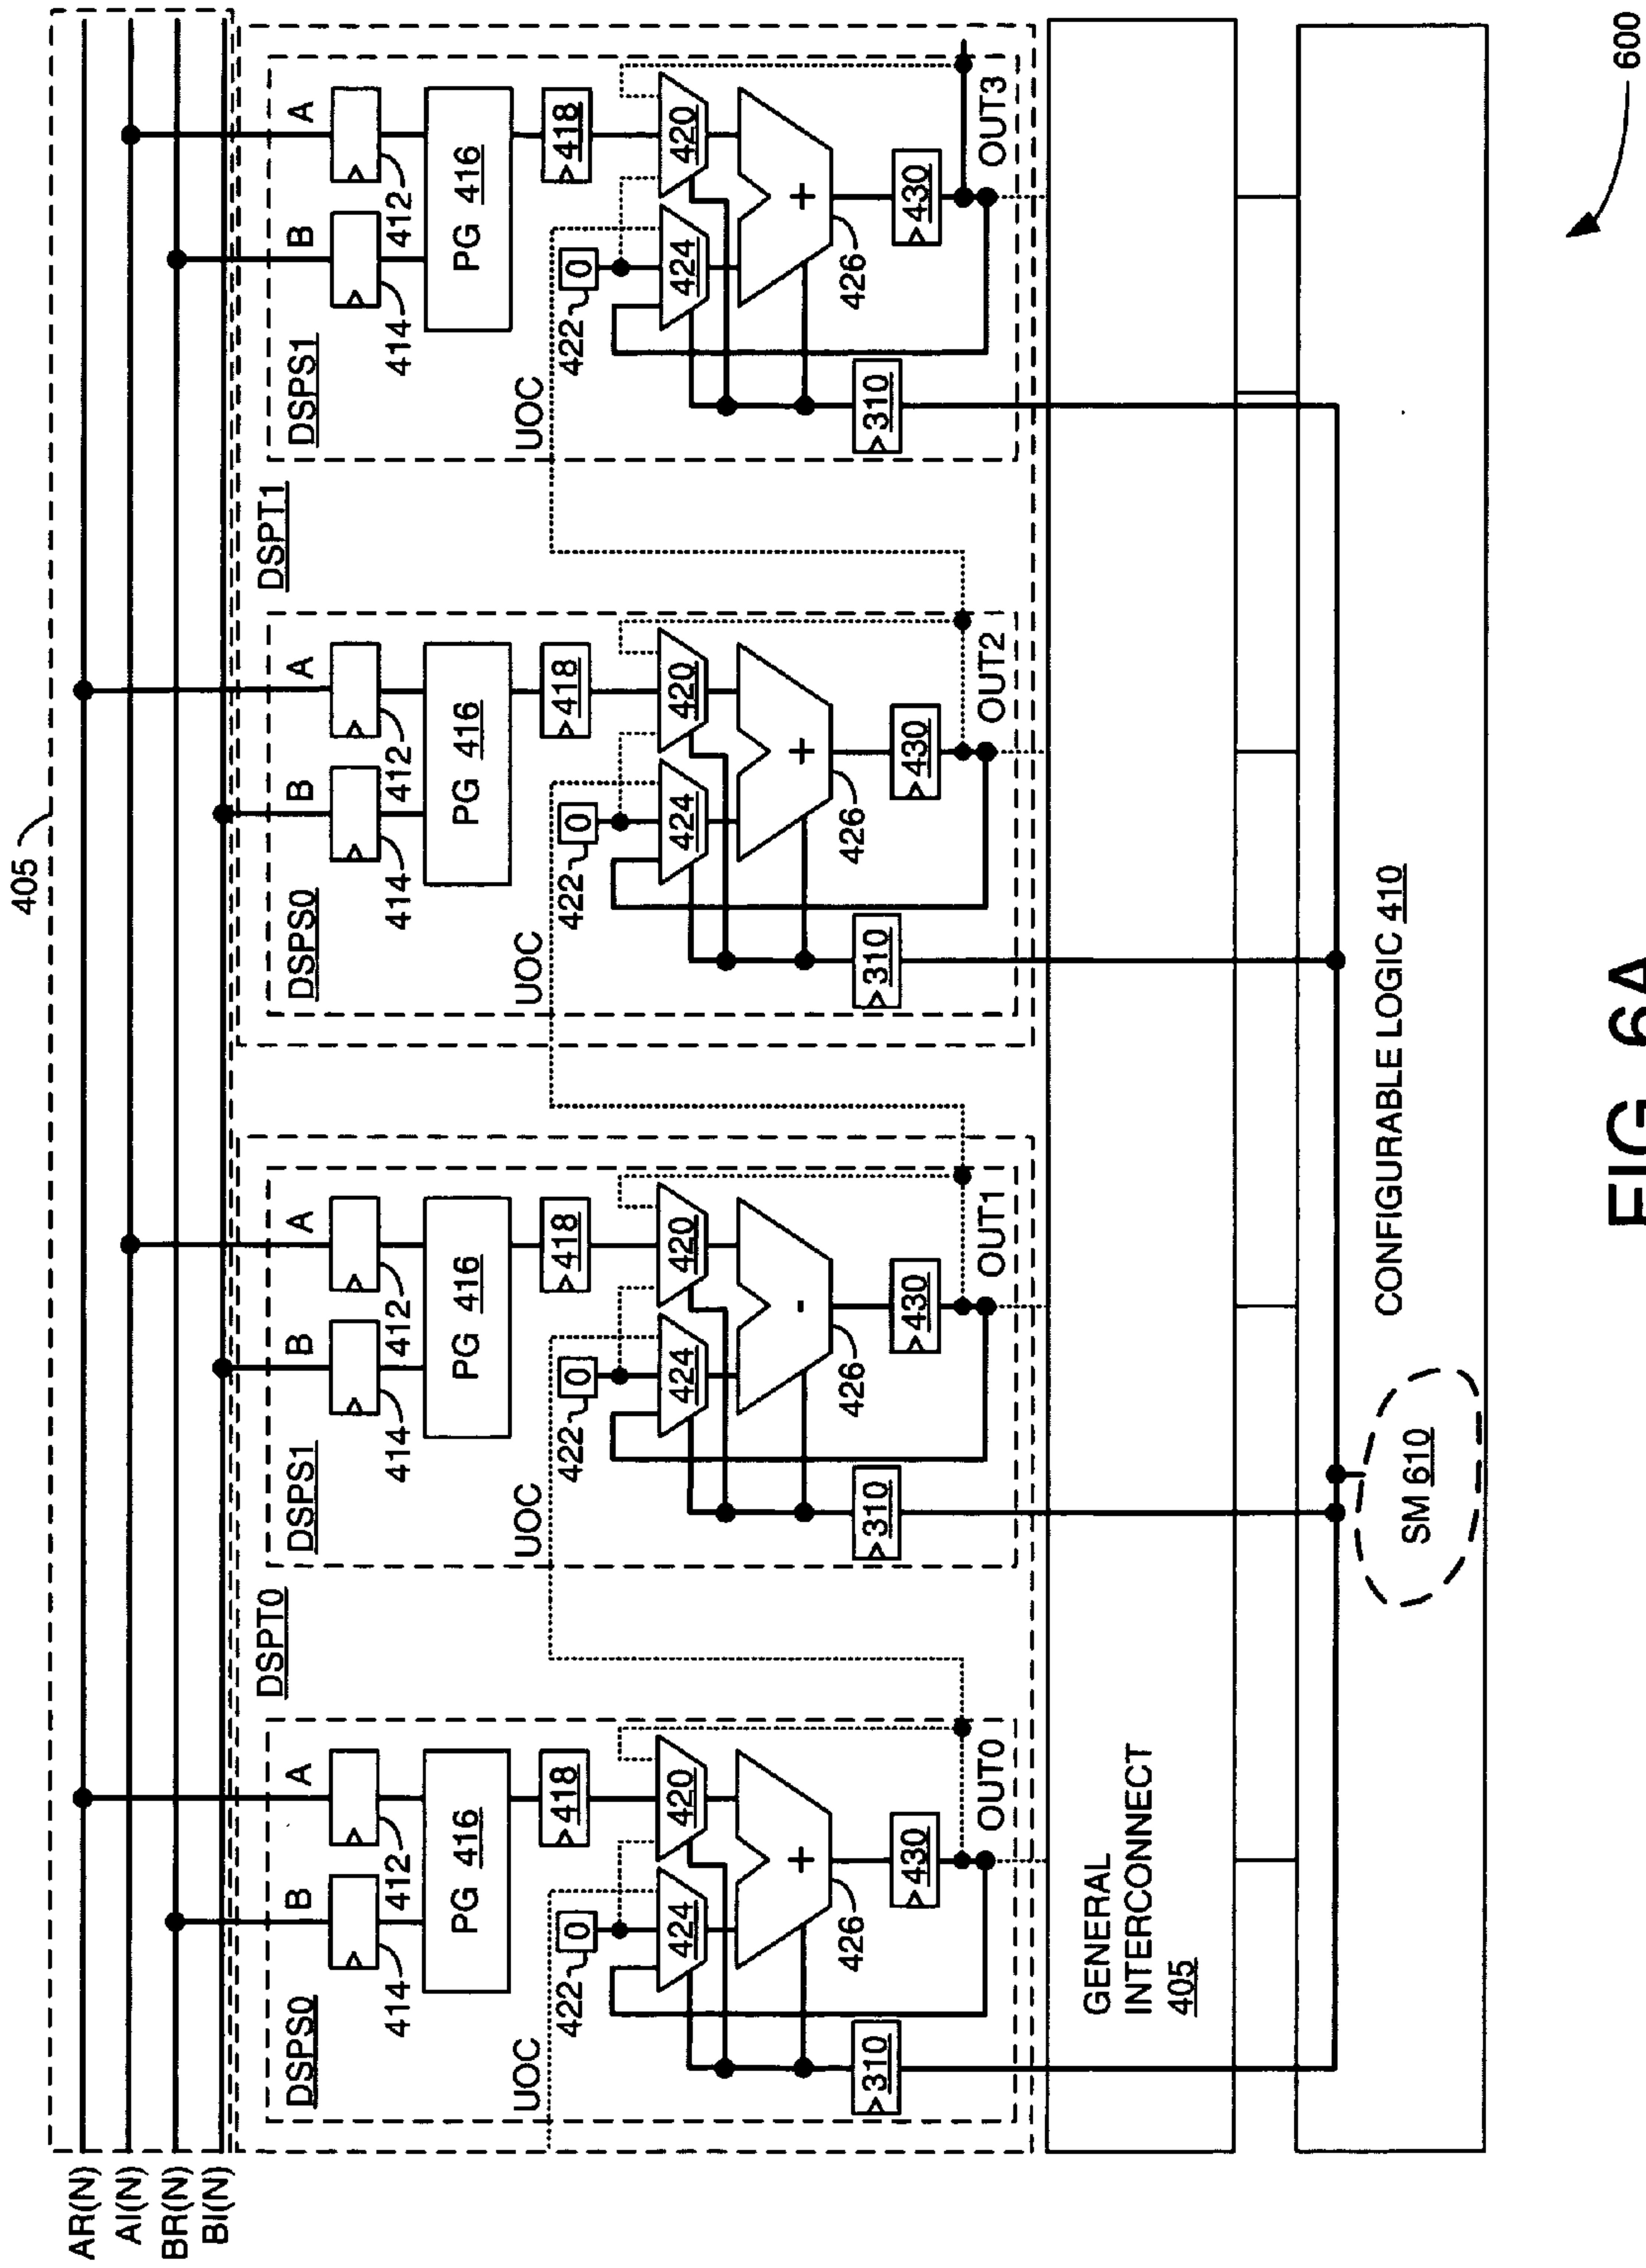 405
AR(N)
AI(N)
BR(N)
BI(N)
DSPT0
DSPT1
DSPS0
B
A
414
412
PG 416
>418
UOC
422
0
424
420
+
426
>310
>430
OUT0
DSPS1
B
A
414
412
PG 416
>418
UOC
422
0
424
420
-
426
>310
>430
OUT1
DSPS0
B
A
414
412
PG 416
>418
UOC
422
0
424
420
+
426
>310
>430
OUT2
DSPS1
B
A
414
412
PG 416
>418
UOC
422
0
424
420
+
426
>310
>430
OUT3
GENERAL
INTERCONNECT
405
SM 610
CONFIGURABLE LOGIC 410
600
FIG. 6A